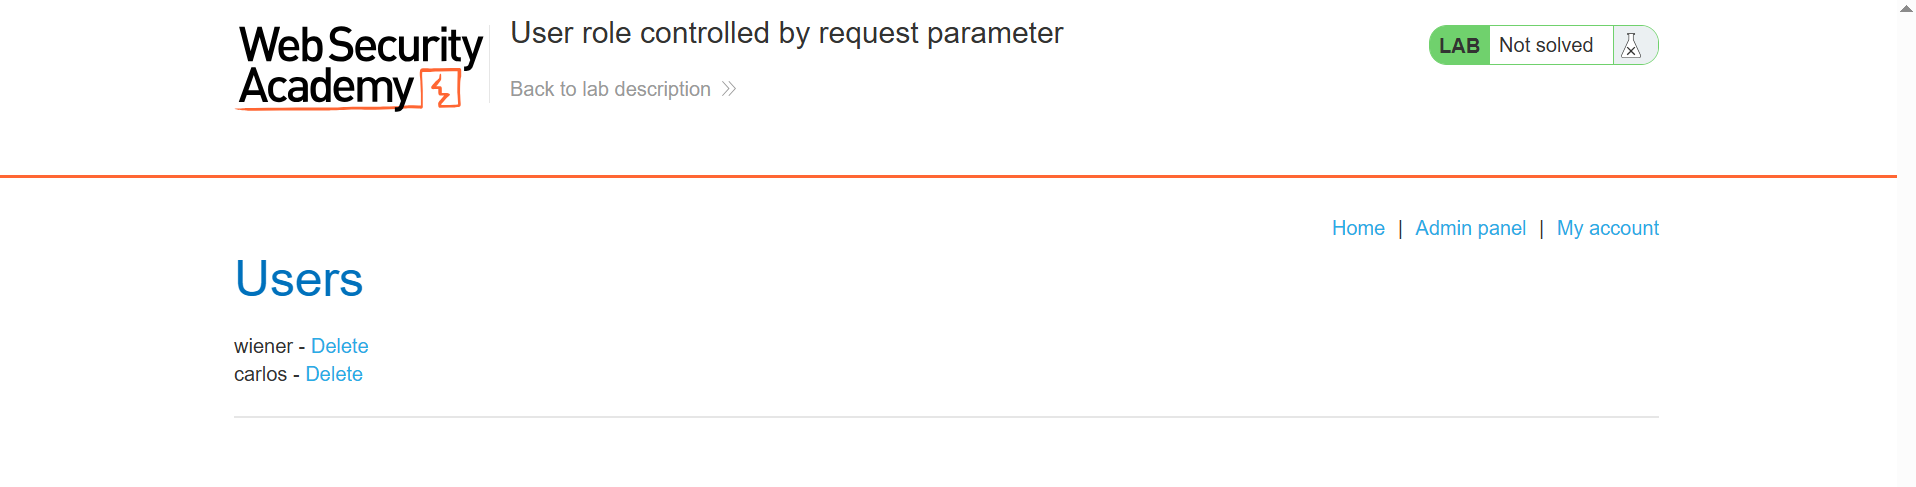 Web Security
Academy
User role controlled by request parameter
Back to lab description
LAB Not solved
Home | Admin panel | My account
Users
wiener - Delete
carlos - Delete